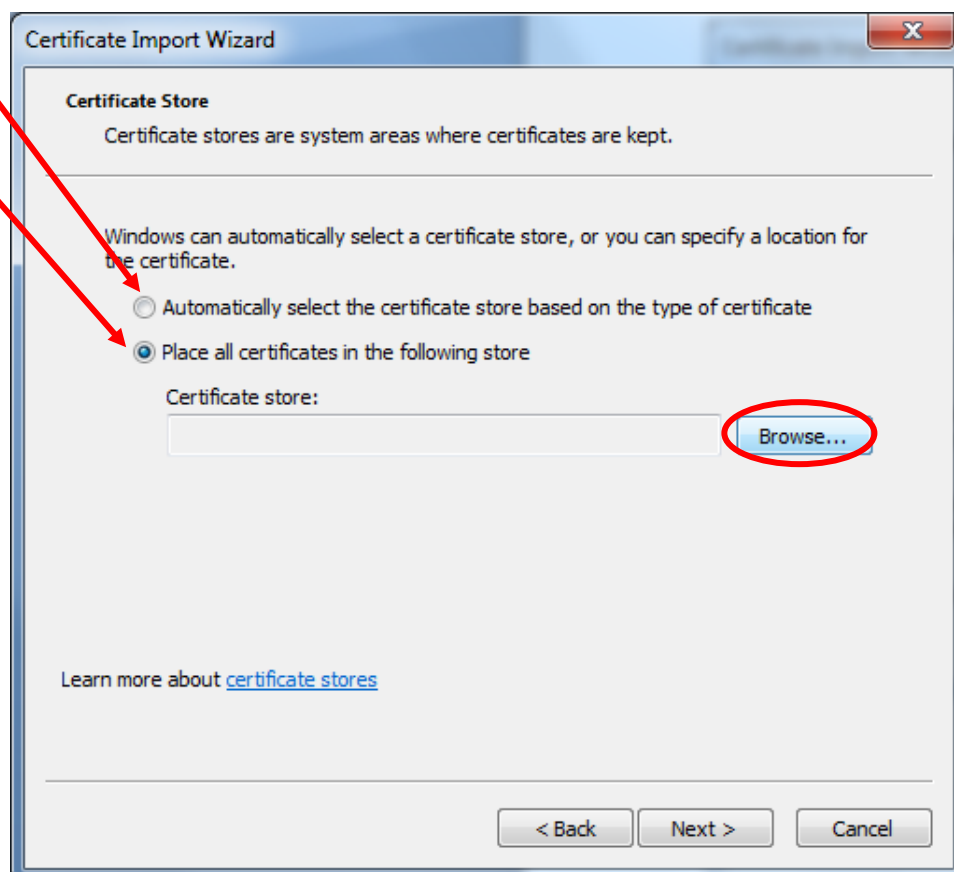 Certificate Import Wizard
Certificate Store
Certificate stores are system areas where certificates are kept.
Windows can automatically select a certificate store, or you can specify a location for
the certificate.
Automatically select the certificate store based on the type of certificate
Place all certificates in the following store
Certificate store:
Browse...
Learn more about certificate stores
< Back Next > Cancel